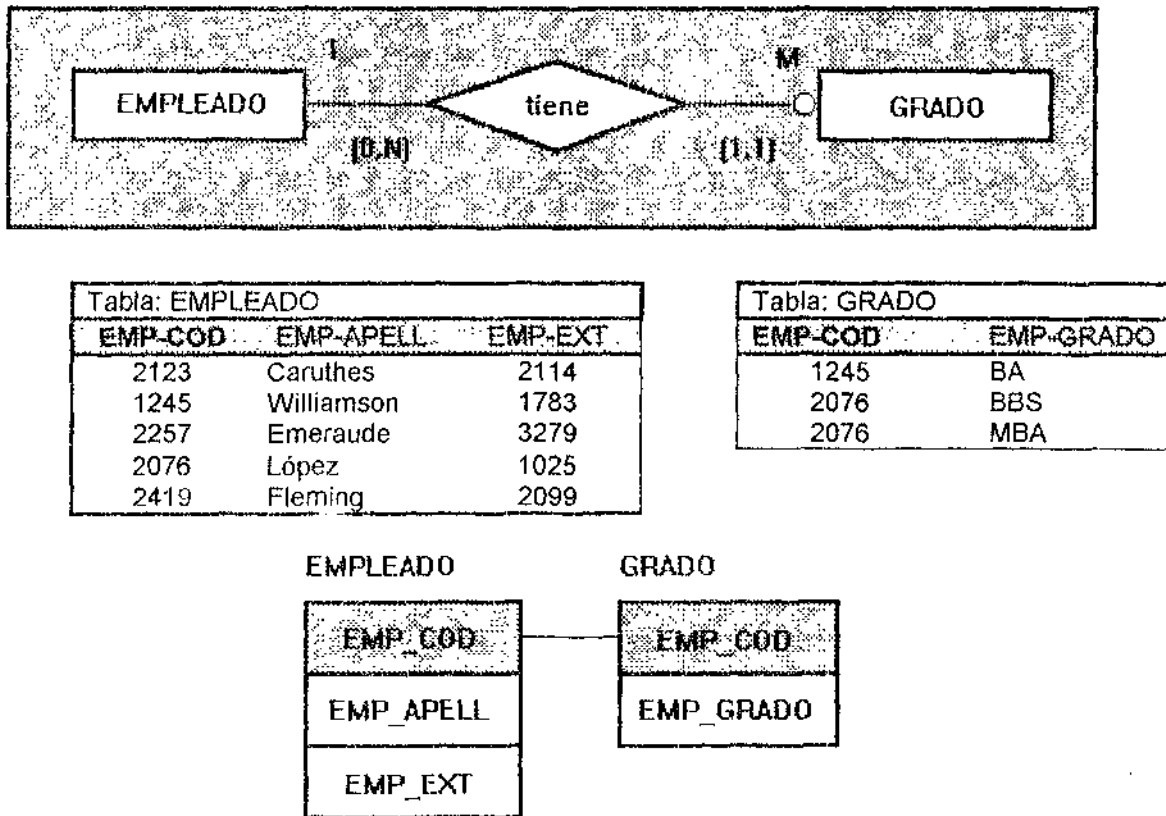 1 M
EMPLEADO tiene GRADO
(0,N) (1,1)
Tabla: EMPLEADO
EMP-COD EMP-APELL EMP-EXT
2123 Caruthes 2114
1245 Williamson 1783
2257 Emeraude 3279
2076 López 1025
2419 Fleming 2099
Tabla: GRADO
EMP-COD EMP-GRADO
1245 BA
2076 BBS
2076 MBA
EMPLEADO GRADO
EMP_COD EMP_COD
EMP_APELL EMP_GRADO
EMP_EXT